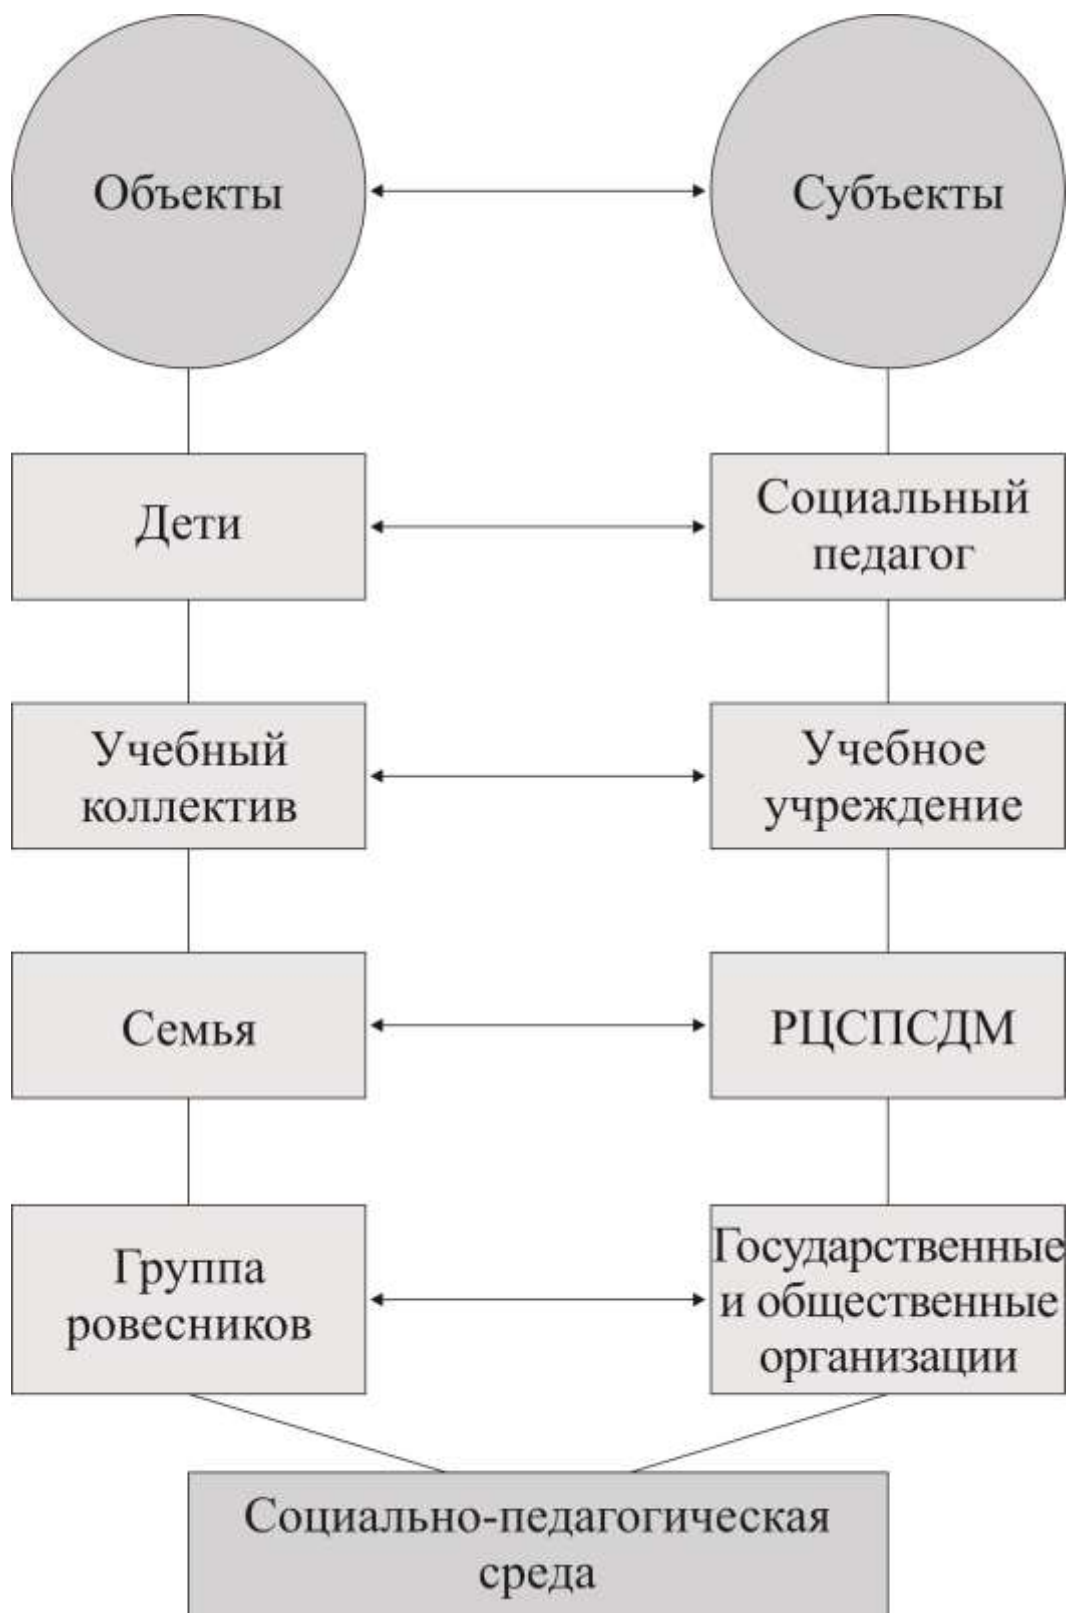 Объекты
Субъекты
Дети
Социальный
педагог
Учебный
коллектив
Учебное
учреждение
Семья
РЦСПСДМ
Группа
ровесников
Государственные
и общественные
организации
Социально-педагогическая
среда